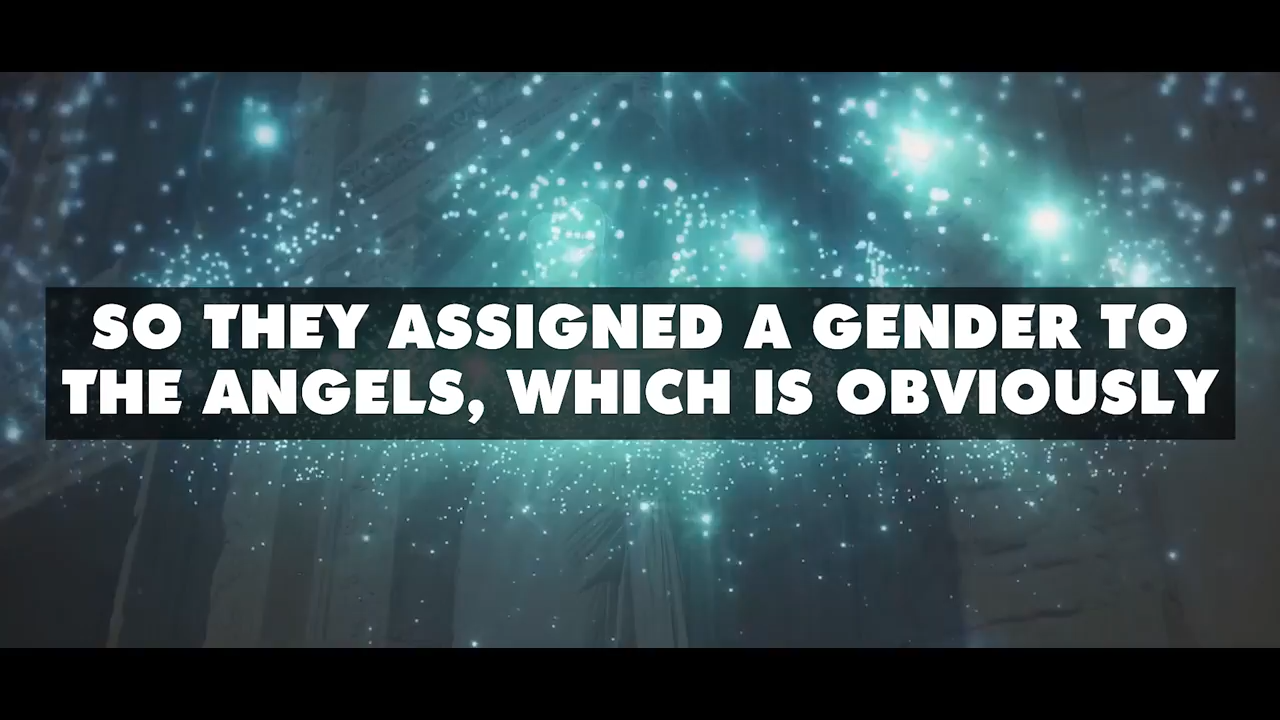 SO THEY ASSIGNED A GENDER TO
THE ANGELS, WHICH IS OBVIOUSLY